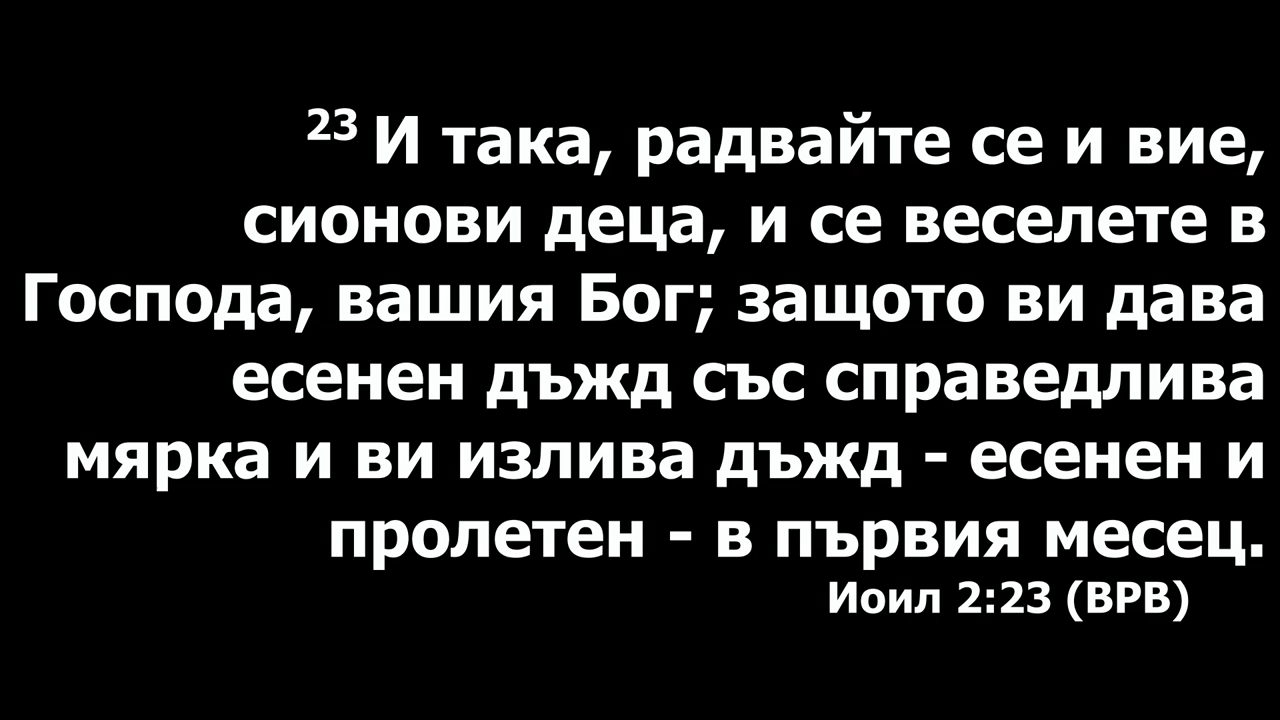 23 И така, радвайте се и вие,
сионови деца, и се веселете в
Господа, вашия Бог; защото ви дава
есенен дъжд със справедлива
мярка и ви излива дъжд - есенен и
пролетен - в първия месец.
Иоил 2:23 (ВРВ)